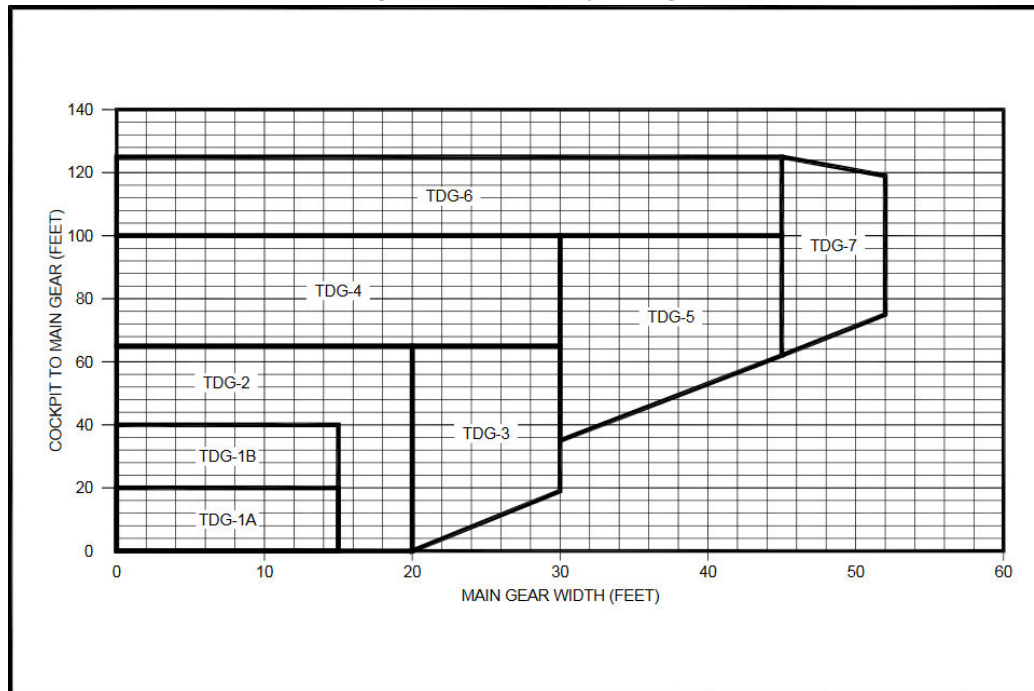 140
120
100
80
60
40
20
0
COCKPIT TO MAIN GEAR (FEET)
TDG-6
TDG-7
TDG-4
TDG-5
TDG-2
TDG-3
TDG-1B
TDG-1A
0 10 20 30 40 50 60
MAIN GEAR WIDTH (FEET)